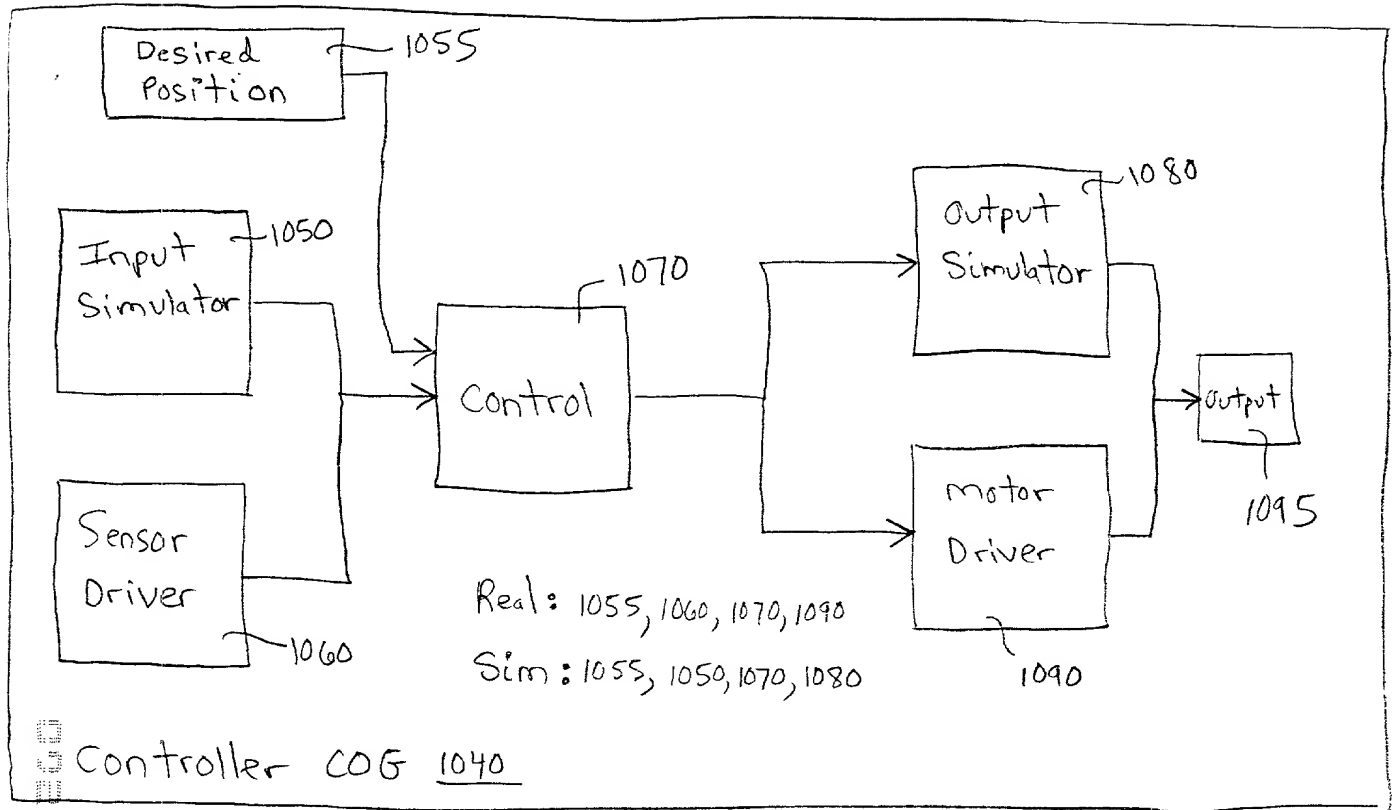 Desired
Position
1055
Input
Simulator
1050
Sensor
Driver
1060
Control
1070
Output
Simulator
1080
Motor
Driver
1090
Output
1095
Real: 1055, 1060, 1070, 1090
Sim: 1055, 1050, 1070, 1080
Controller COG 1040